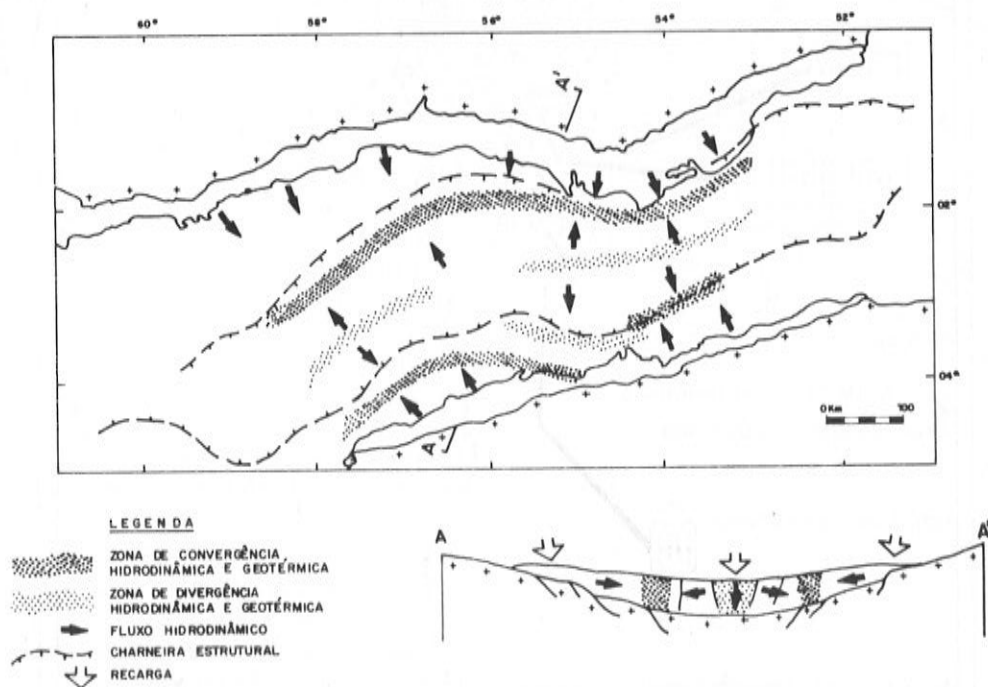 60° 58° 56° 54° 52°
A'
02°
04°
0 Km 100
A
LEGENDA
ZONA DE CONVERGÊNCIA
HIDRODINÂMICA E GEOTÉRMICA
ZONA DE DIVERGÊNCIA
HIDRODINÂMICA E GEOTÉRMICA
FLUXO HIDRODINÂMICO
CHARNEIRA ESTRUTURAL
RECARGA
A A'